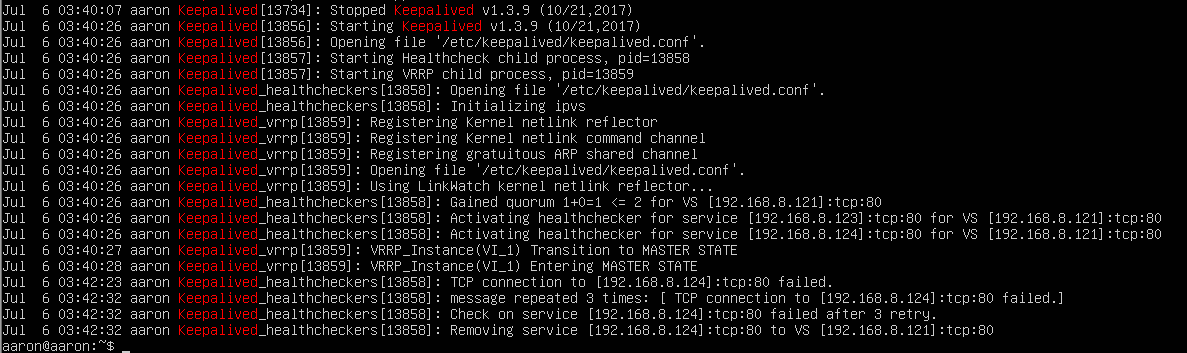 Jul  6 03:40:07 aaron Keepalived[13734]: Stopped Keepalived v1.3.9 (10/21,2017)
Jul  6 03:40:26 aaron Keepalived[13856]: Starting Keepalived v1.3.9 (10/21,2017)
Jul  6 03:40:26 aaron Keepalived[13856]: Opening file '/etc/keepalived/keepalived.conf'.
Jul  6 03:40:26 aaron Keepalived[13857]: Starting Healthcheck child process, pid=13858
Jul  6 03:40:26 aaron Keepalived[13857]: Starting VRRP child process, pid=13859
Jul  6 03:40:26 aaron Keepalived_healthcheckers[13858]: Opening file '/etc/keepalived/keepalived.conf'.
Jul  6 03:40:26 aaron Keepalived_healthcheckers[13858]: Initializing ipvs
Jul  6 03:40:26 aaron Keepalived_vrrp[13859]: Registering Kernel netlink reflector
Jul  6 03:40:26 aaron Keepalived_vrrp[13859]: Registering Kernel netlink command channel
Jul  6 03:40:26 aaron Keepalived_vrrp[13859]: Registering gratuitous ARP shared channel
Jul  6 03:40:26 aaron Keepalived_vrrp[13859]: Opening file '/etc/keepalived/keepalived.conf'.
Jul  6 03:40:26 aaron Keepalived_vrrp[13859]: Using LinkWatch kernel netlink reflector...
Jul  6 03:40:26 aaron Keepalived_healthcheckers[13858]: Gained quorum 1+0=1 <= 2 for VS [192.168.8.121]:tcp:80
Jul  6 03:40:26 aaron Keepalived_healthcheckers[13858]: Activating healthchecker for service [192.168.8.123]:tcp:80 for VS [192.168.8.121]:tcp:80
Jul  6 03:40:26 aaron Keepalived_healthcheckers[13858]: Activating healthchecker for service [192.168.8.124]:tcp:80 for VS [192.168.8.121]:tcp:80
Jul  6 03:40:27 aaron Keepalived_vrrp[13859]: VRRP_Instance(VI_1) Transition to MASTER STATE
Jul  6 03:40:28 aaron Keepalived_vrrp[13859]: VRRP_Instance(VI_1) Entering MASTER STATE
Jul  6 03:42:23 aaron Keepalived_healthcheckers[13858]: TCP connection to [192.168.8.124]:tcp:80 failed.
Jul  6 03:42:32 aaron Keepalived_healthcheckers[13858]: message repeated 3 times: [ TCP connection to [192.168.8.124]:tcp:80 failed.]
Jul  6 03:42:32 aaron Keepalived_healthcheckers[13858]: Check on service [192.168.8.124]:tcp:80 failed after 3 retry.
Jul  6 03:42:32 aaron Keepalived_healthcheckers[13858]: Removing service [192.168.8.124]:tcp:80 to VS [192.168.8.121]:tcp:80
aaron@aaron:~$ _